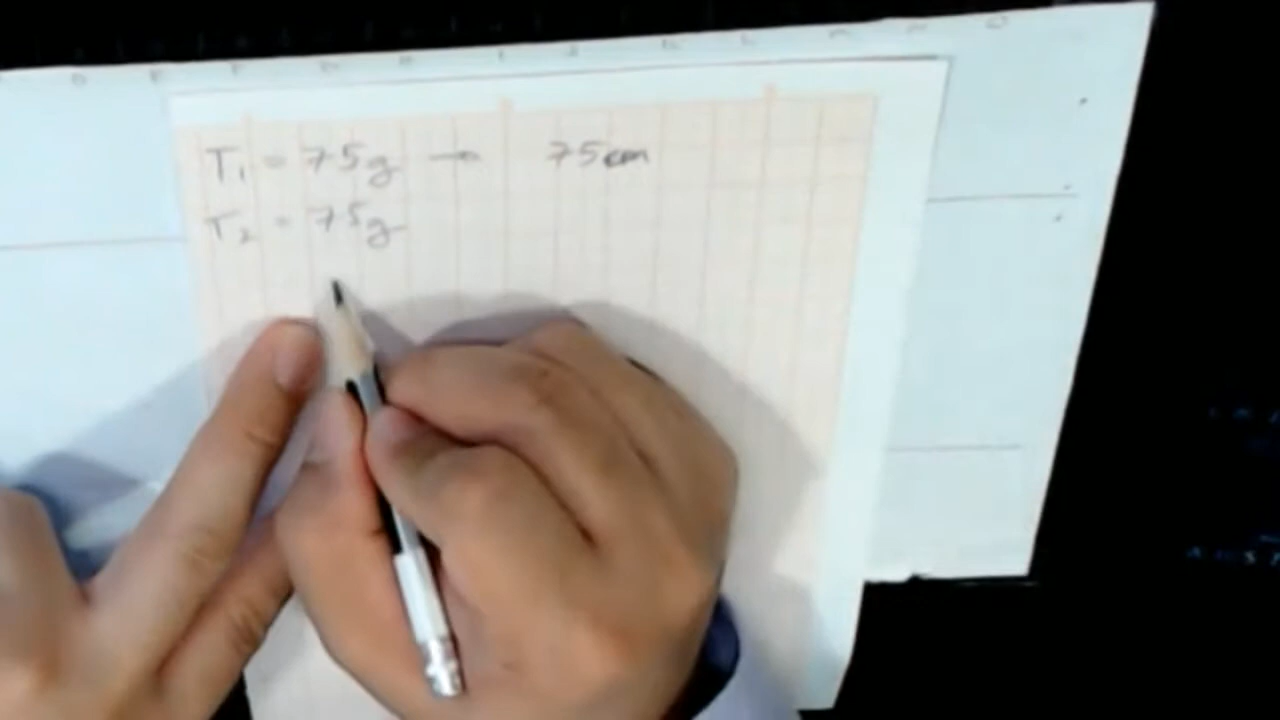 T₁ = 75g → 75cm
T₂ = 75g